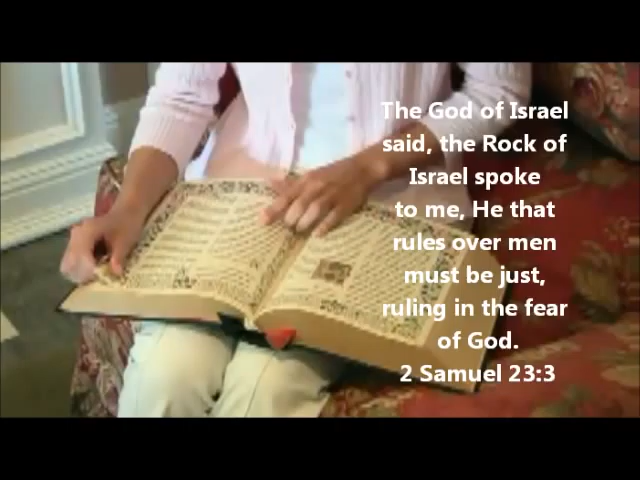 The God of Israel
said, the Rock of
Israel spoke
to me, He that
rules over men
must be just,
ruling in the fear
of God.
2 Samuel 23:3